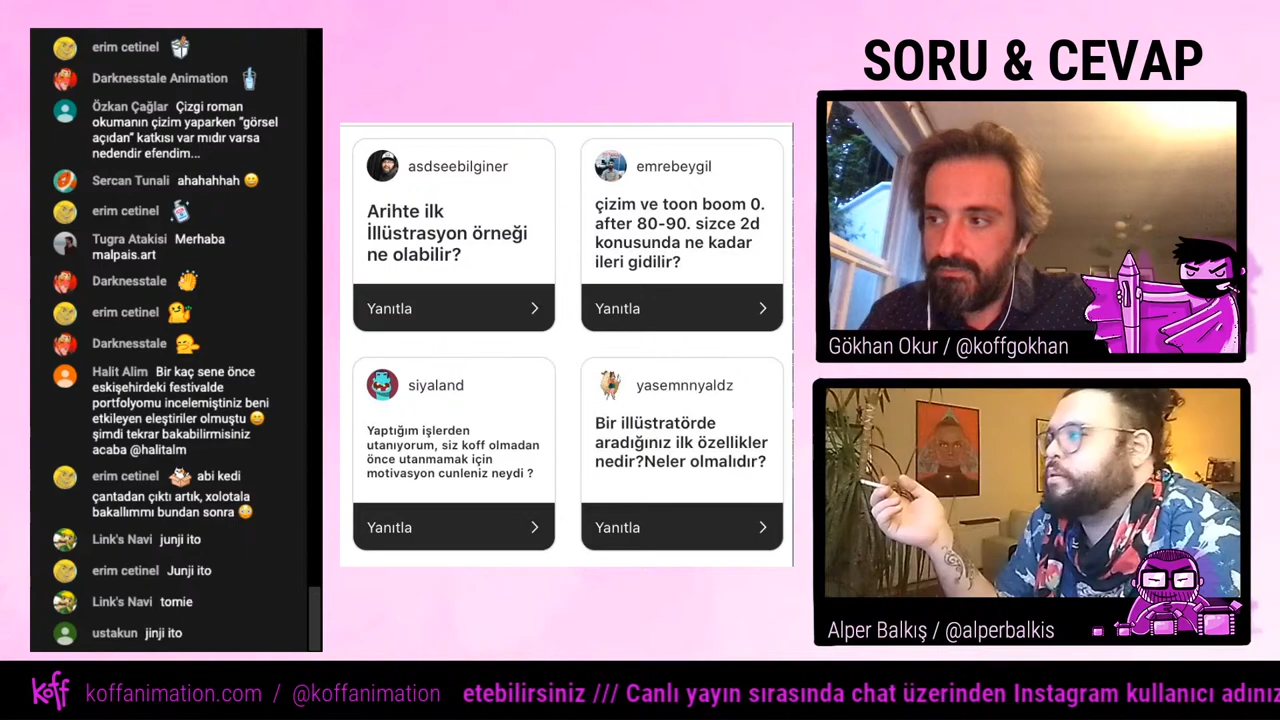 erim cetinel
Darknesstale Animation
Özkan Çağlar Çizgi roman
okumanın çizim yaparken "görsel
açıdan" katkısı var mıdır varsa
nedendir efendim...
Sercan Tunali ahahahhah
erim cetinel
Tugra Atakisi Merhaba
malpais.art
Darknesstale
erim cetinel
Darknesstale
Halit Alim Bir kaç sene önce
eskişehirdeki festivalde
portfolyomu incelemiştiniz beni
etkileyen eleştiriler olmuştu
şimdi tekrar bakabilirmisiniz
acaba @halitalm
erim cetinel abi kedi
çantadan çıktı artık, xolotala
bakallımmı bundan sonra
Link's Navi junji ito
erim cetinel Junji ito
Link's Navi tomie
ustakun jinji ito
asdseebilginer
Arihte ilk
İllüstrasyon örneği
ne olabilir?
Yanıtla
emrebeygil
çizim ve toon boom 0.
after 80-90. sizce 2d
konusunda ne kadar
ileri gidilir?
Yanıtla
siyaland
Yaptığım işlerden
utanıyorum, siz koff olmadan
önce utanmamak için
motivasyon cunleniz neydi ?
Yanıtla
yasemnnyaldz
Bir illüstratörde
aradığınız ilk özellikler
nedir?Neler olmalıdır?
Yanıtla
SORU & CEVAP
Gökhan Okur / @koffgokhan
Alper Balkış / @alperbalkis
koff koffanimation.com / @koffanimation etebilirsiniz /// Canlı yayın sırasında chat üzerinden Instagram kullanıcı adınız